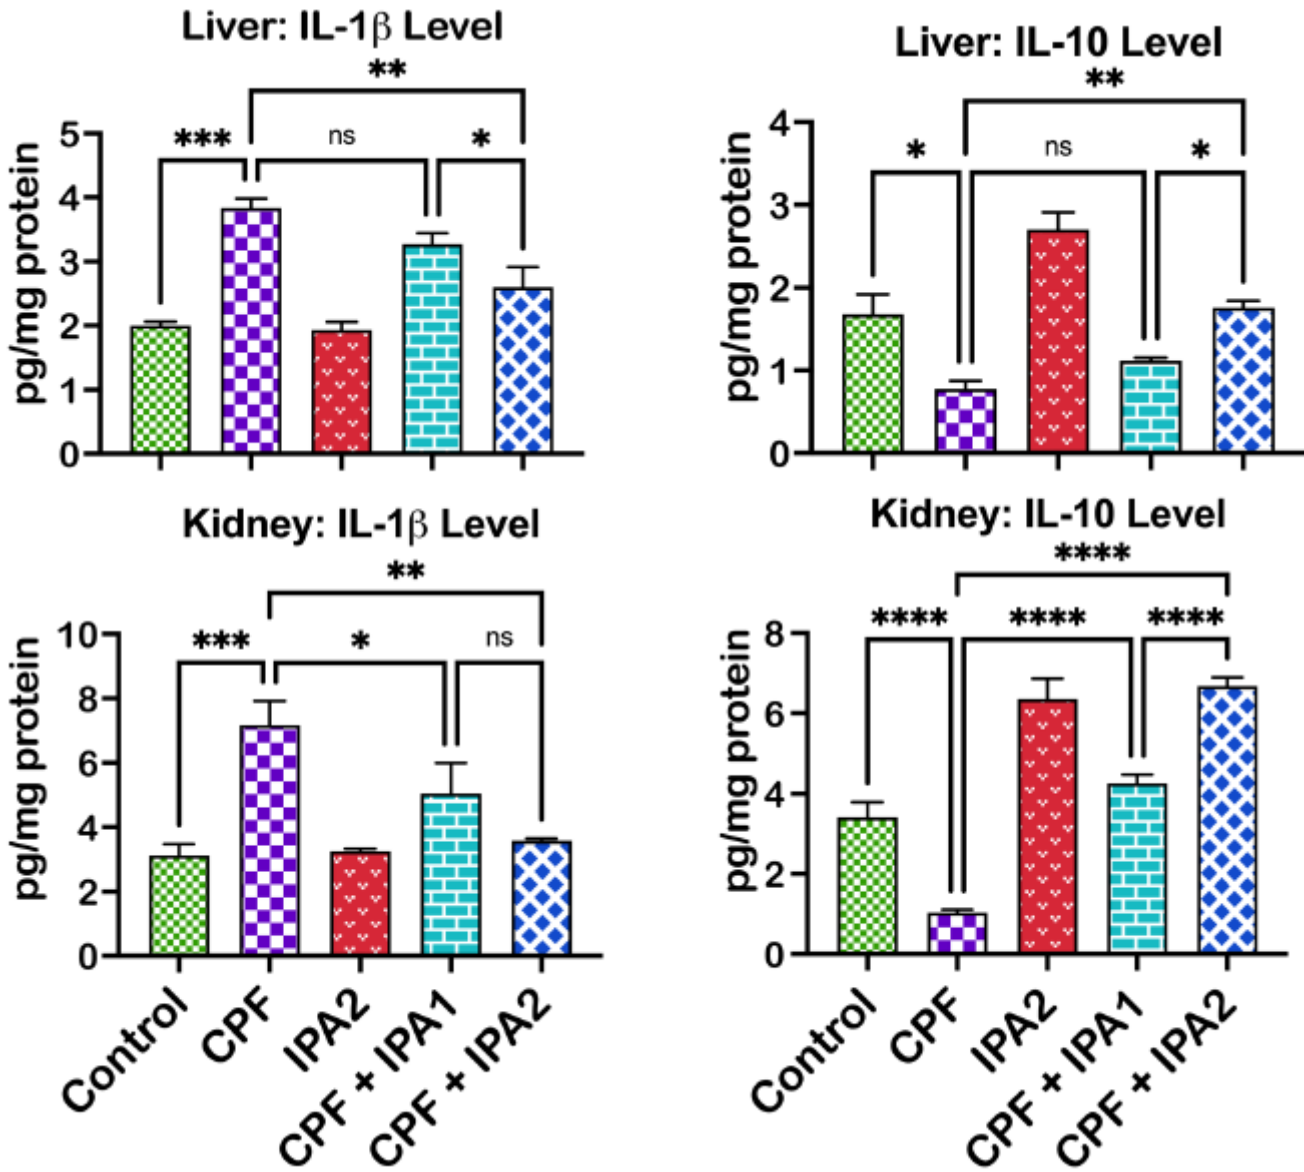 Liver: IL-1β Level
**
***
ns
*
pg/mg protein
5
4
3
2
1
0
Liver: IL-10 Level
**
*
ns
*
pg/mg protein
4
3
2
1
0
Kidney: IL-1β Level
**
***
*
ns
pg/mg protein
10
8
6
4
2
0
Control
CPF
IPA2
CPF + IPA1
CPF + IPA2
Kidney: IL-10 Level
****
****
****
****
pg/mg protein
8
6
4
2
0
Control
CPF
IPA2
CPF + IPA1
CPF + IPA2